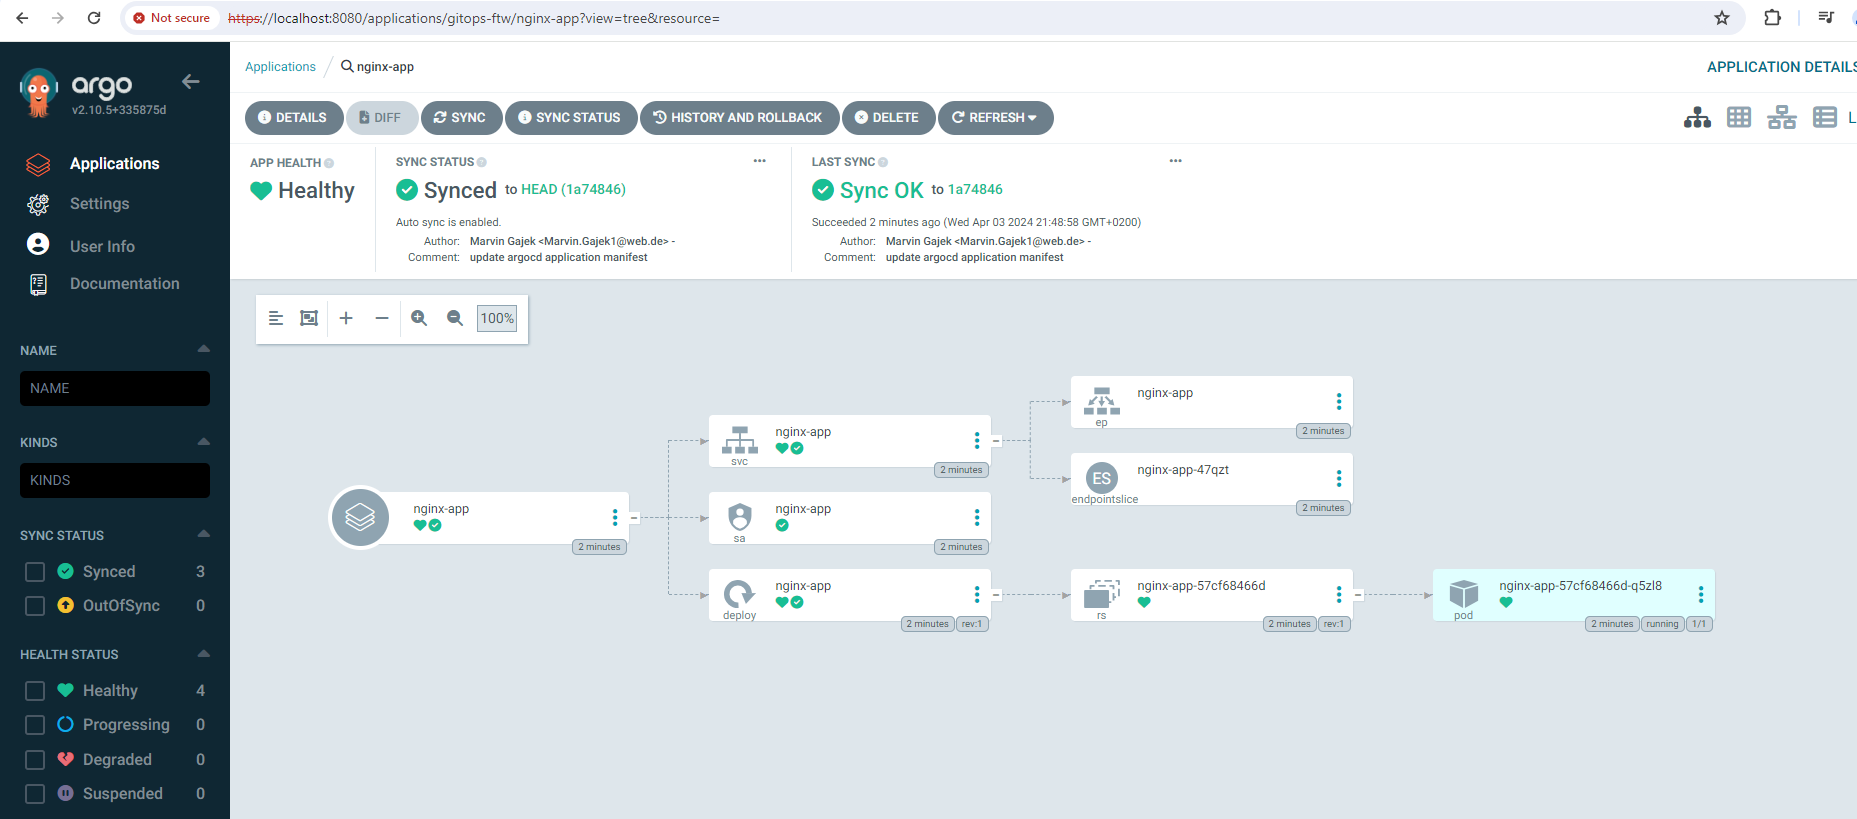 Not secure https://localhost:8080/applications/gitops-ftw/nginx-app?view=tree&resource=
argo
v2.10.5+335875d
Applications
Settings
User Info
Documentation
NAME
NAME
KINDS
KINDS
SYNC STATUS
Synced 3
OutOfSync 0
HEALTH STATUS
Healthy 4
Progressing 0
Degraded 0
Suspended 0
Applications / nginx-app
APPLICATION DETAILS
DETAILS DIFF SYNC SYNC STATUS HISTORY AND ROLLBACK DELETE REFRESH
L
APP HEALTH
Healthy
SYNC STATUS
Synced to HEAD (1a74846)
Auto sync is enabled.
Author: Marvin Gajek <Marvin.Gajek1@web.de> -
Comment: update argocd application manifest
LAST SYNC
Sync OK to 1a74846
Succeeded 2 minutes ago (Wed Apr 03 2024 21:48:58 GMT+0200)
Author: Marvin Gajek <Marvin.Gajek1@web.de> -
Comment: update argocd application manifest
100%
nginx-app
2 minutes
nginx-app
svc
2 minutes
nginx-app
sa
2 minutes
nginx-app
deploy
2 minutes rev:1
nginx-app
ep
2 minutes
ES
nginx-app-47qzt
endpointslice
2 minutes
nginx-app-57cf68466d
rs
2 minutes rev:1
nginx-app-57cf68466d-q5zl8
pod
2 minutes running 1/1